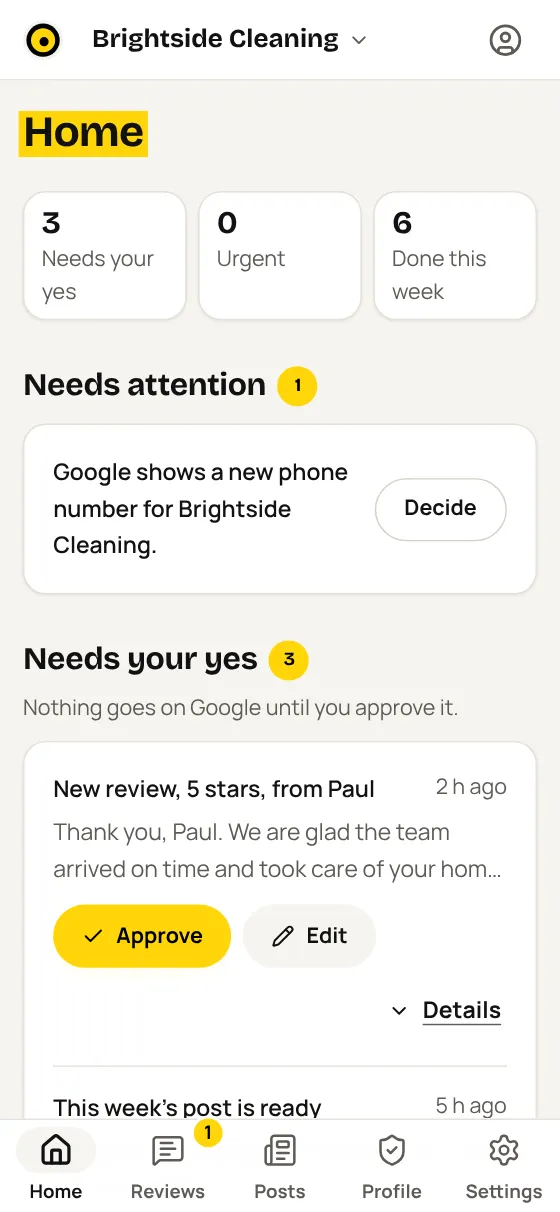 Brightside Cleaning
Home
3
Needs your
yes
0
Urgent
6
Done this
week
Needs attention 1
Google shows a new phone
number for Brightside
Cleaning.
Decide
Needs your yes 3
Nothing goes on Google until you approve it.
New review, 5 stars, from Paul 2 h ago
Thank you, Paul. We are glad the team
arrived on time and took care of your hom…
Approve Edit
Details
This week’s post is ready 5 h ago
1
Home Reviews Posts Profile Settings